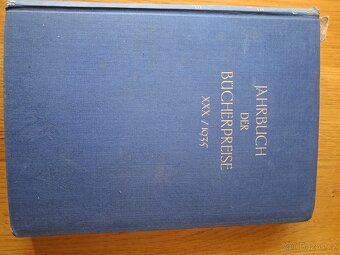 JAHRBUCH
DER
BÜCHERPREISE
XXX / 1935